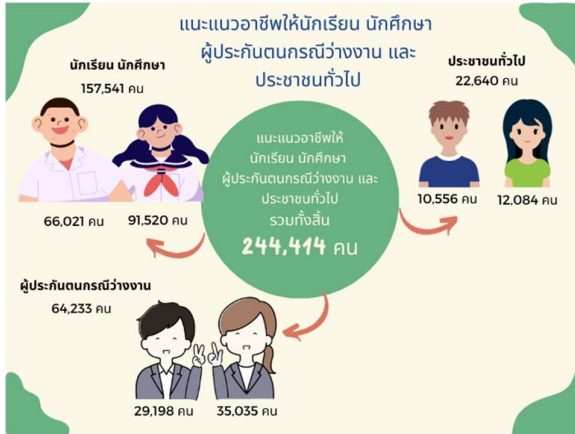 แนะแนวอาชีพให้นักเรียน นักศึกษา
ผู้ประกันตนกรณีว่างงาน และ
ประชาชนทั่วไป
นักเรียน นักศึกษา
157,541 คน
66,021 คน
91,520 คน
ประชาชนทั่วไป
22,640 คน
10,556 คน
12,084 คน
แนะแนวอาชีพให้
นักเรียน นักศึกษา
ผู้ประกันตนกรณีว่างงาน และ
ประชาชนทั่วไป
รวมทั้งสิ้น
244,414 คน
ผู้ประกันตนกรณีว่างงาน
64,233 คน
29,198 คน
35,035 คน